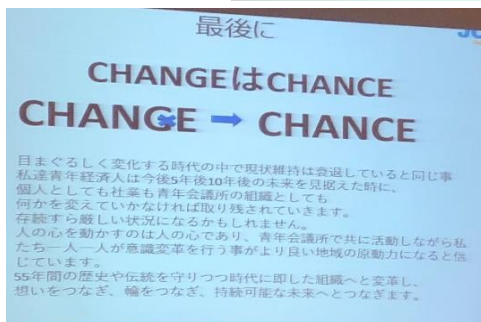 最後に
CHANGEはCHANCE
CHANGE ➡ CHANCE
目まぐるしく変化する時代の中で現状維持は衰退していると同じ事
私達青年経済人は今後5年後10年後の未来を見据えた時に、
個人としても社業も青年会議所の組織としても
何かを変えていかなければ取り残されていきます。
存続すら厳しい状況になるかもしれません。
人の心を動かすのは人の心であり、青年会議所で共に活動しながら私
たち一人一人が意識変革を行う事がより良い地域の原動力になると信
じています。
55年間の歴史や伝統を守りつつ時代に即した組織へと変革し、
想いをつなぎ、輪をつなぎ、持続可能な未来へとつなぎます。